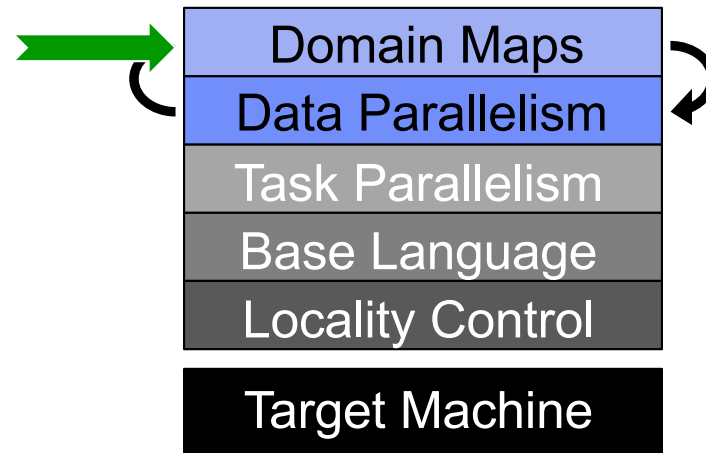 Domain Maps
Data Parallelism
Task Parallelism
Base Language
Locality Control
Target Machine